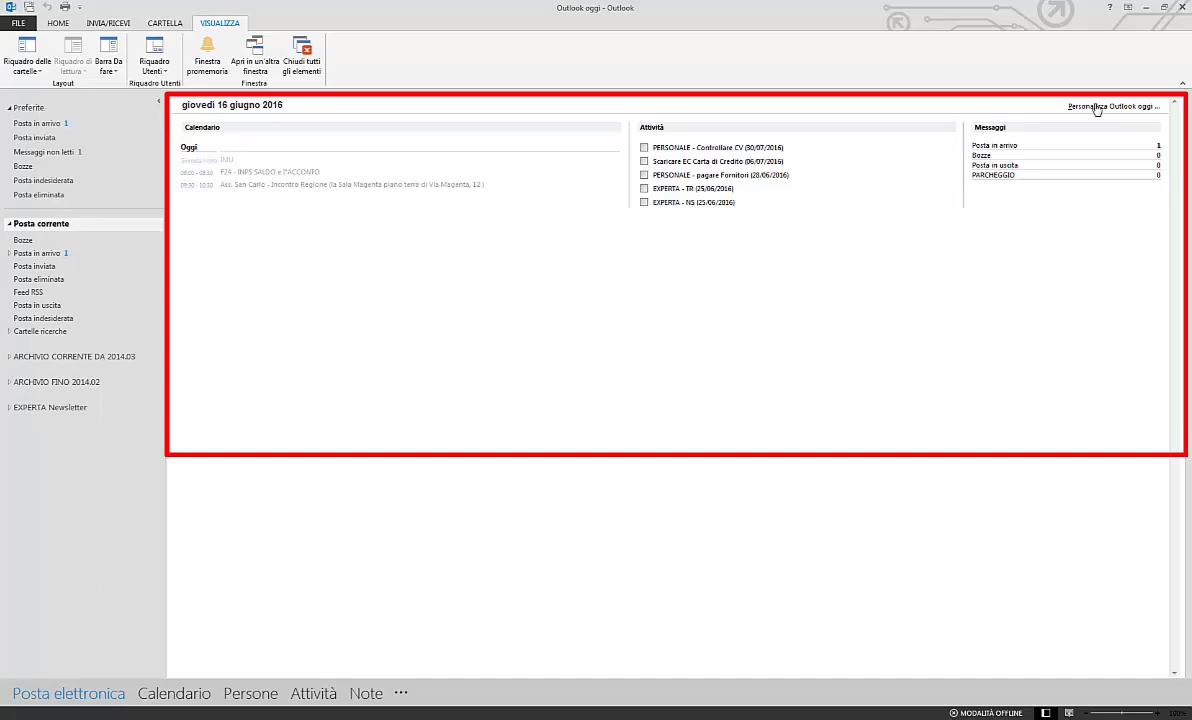 Outlook oggi - Outlook
FILE HOME INVIA/RICEVI CARTELLA VISUALIZZA
Riquadro delle cartelle
Riquadro di lettura
Barra Da fare
Riquadro Utenti
Finestra promemoria
Apri in un'altra finestra
Chiudi tutti gli elementi
Layout
Riquadro Utenti
Finestra
Preferite
Posta in arrivo 1
Posta inviata
Messaggi non letti 1
Bozze
Posta indesiderata
Posta eliminata
Posta corrente
Bozze
Posta in arrivo 1
Posta inviata
Posta eliminata
Feed RSS
Posta in uscita
Posta indesiderata
Cartelle ricerche
ARCHIVIO CORRENTE DA 2014.03
ARCHIVIO FINO 2014.02
EXPERTA Newsletter
giovedì 16 giugno 2016
Personalizza Outlook oggi ...
Calendario
Oggi
IMU
08:00 - 08:30 F24 - INPS SALDO e I°ACCONTO
09:30 - 10:30 Ass. San Carlo - Incontro Regione (la Sala Magenta piano terra di Via Magenta, 12 )
Attività
PERSONALE - Controllare CV (30/07/2016)
Scaricare EC Carta di Credito (06/07/2016)
PERSONALE - pagare Fornitori (28/06/2016)
EXPERTA - TR (25/06/2016)
EXPERTA - NS (25/06/2016)
Messaggi
Posta in arrivo 1
Bozze 0
Posta in uscita 0
PARCHEGGIO 0
Posta elettronica Calendario Persone Attività Note ...
MODALITÀ OFFLINE
100%